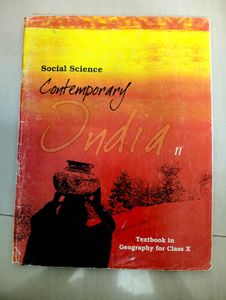 Social Science
Contemporary
India II
Textbook in
Geography for Class X